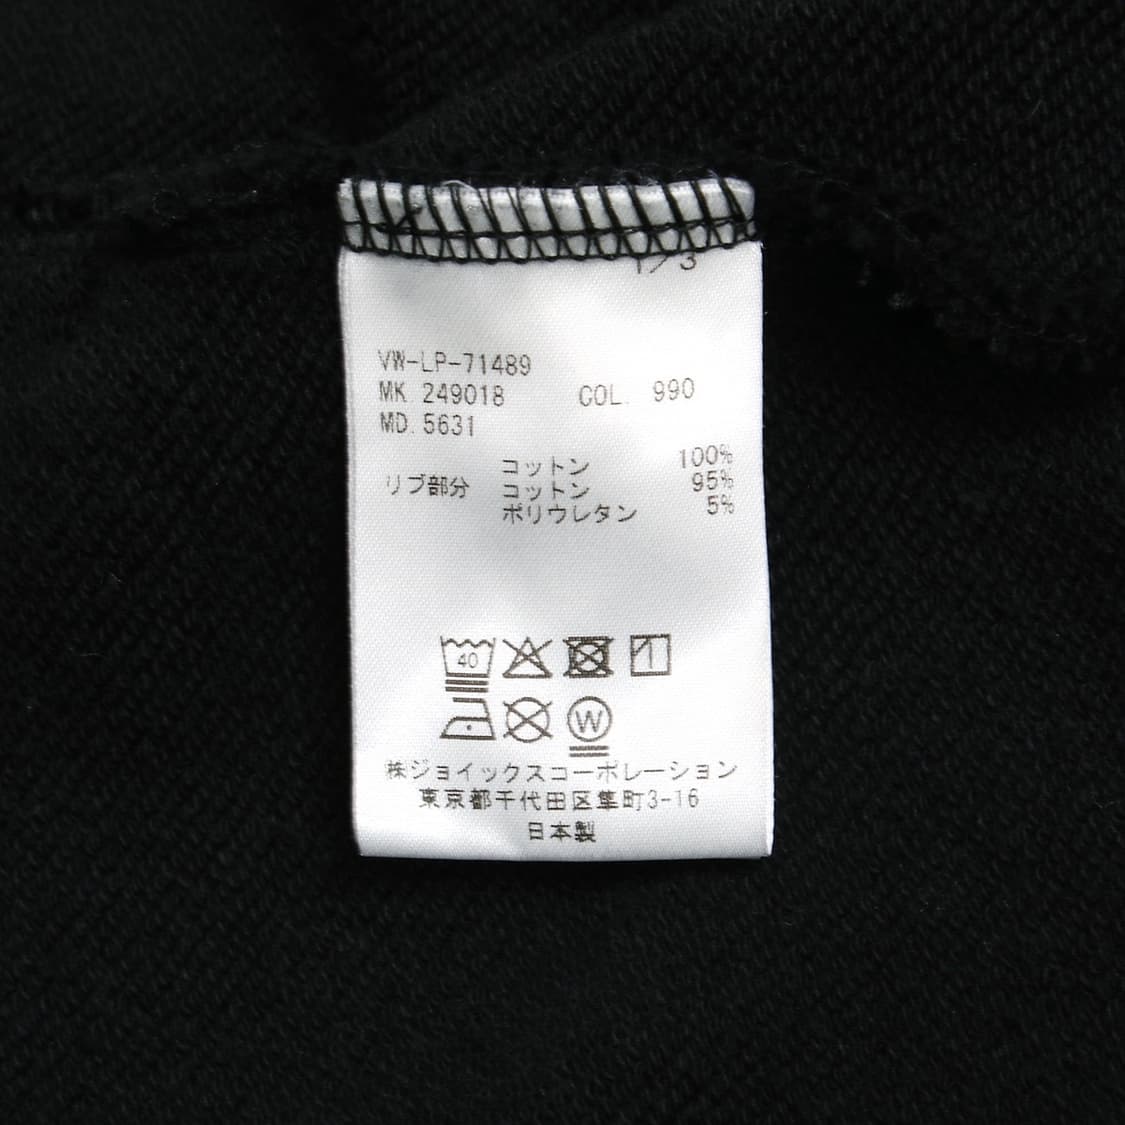 1/3
VW-LP-71489
MK 249018 COL. 990
MD. 5631
コットン 100%
リブ部分 コットン 95%
ポリウレタン 5%
40
W
㈱ジョイックスコーポレーション
東京都千代田区隼町3-16
日本製